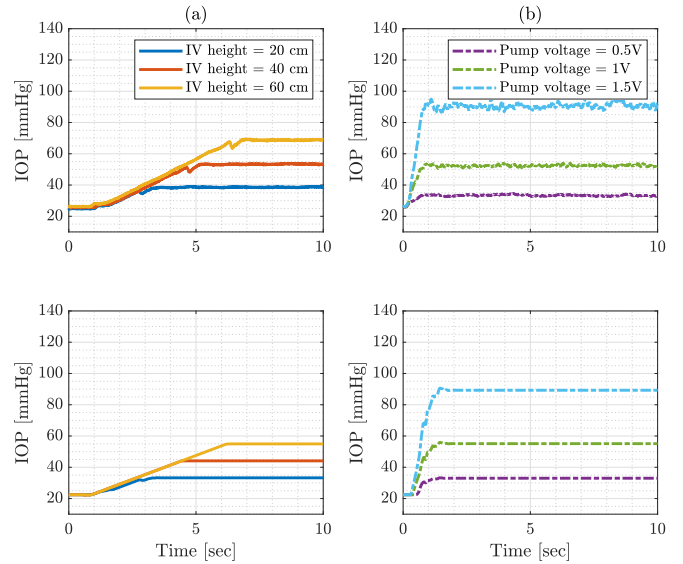 (a)
(b)
140
120
100
80
60
40
20
IOP [mmHg]
IV height = 20 cm
IV height = 40 cm
IV height = 60 cm
0
5
10
140
120
100
80
60
40
20
IOP [mmHg]
Pump voltage = 0.5V
Pump voltage = 1V
Pump voltage = 1.5V
0
5
10
140
120
100
80
60
40
20
IOP [mmHg]
0
5
10
Time [sec]
140
120
100
80
60
40
20
IOP [mmHg]
0
5
10
Time [sec]